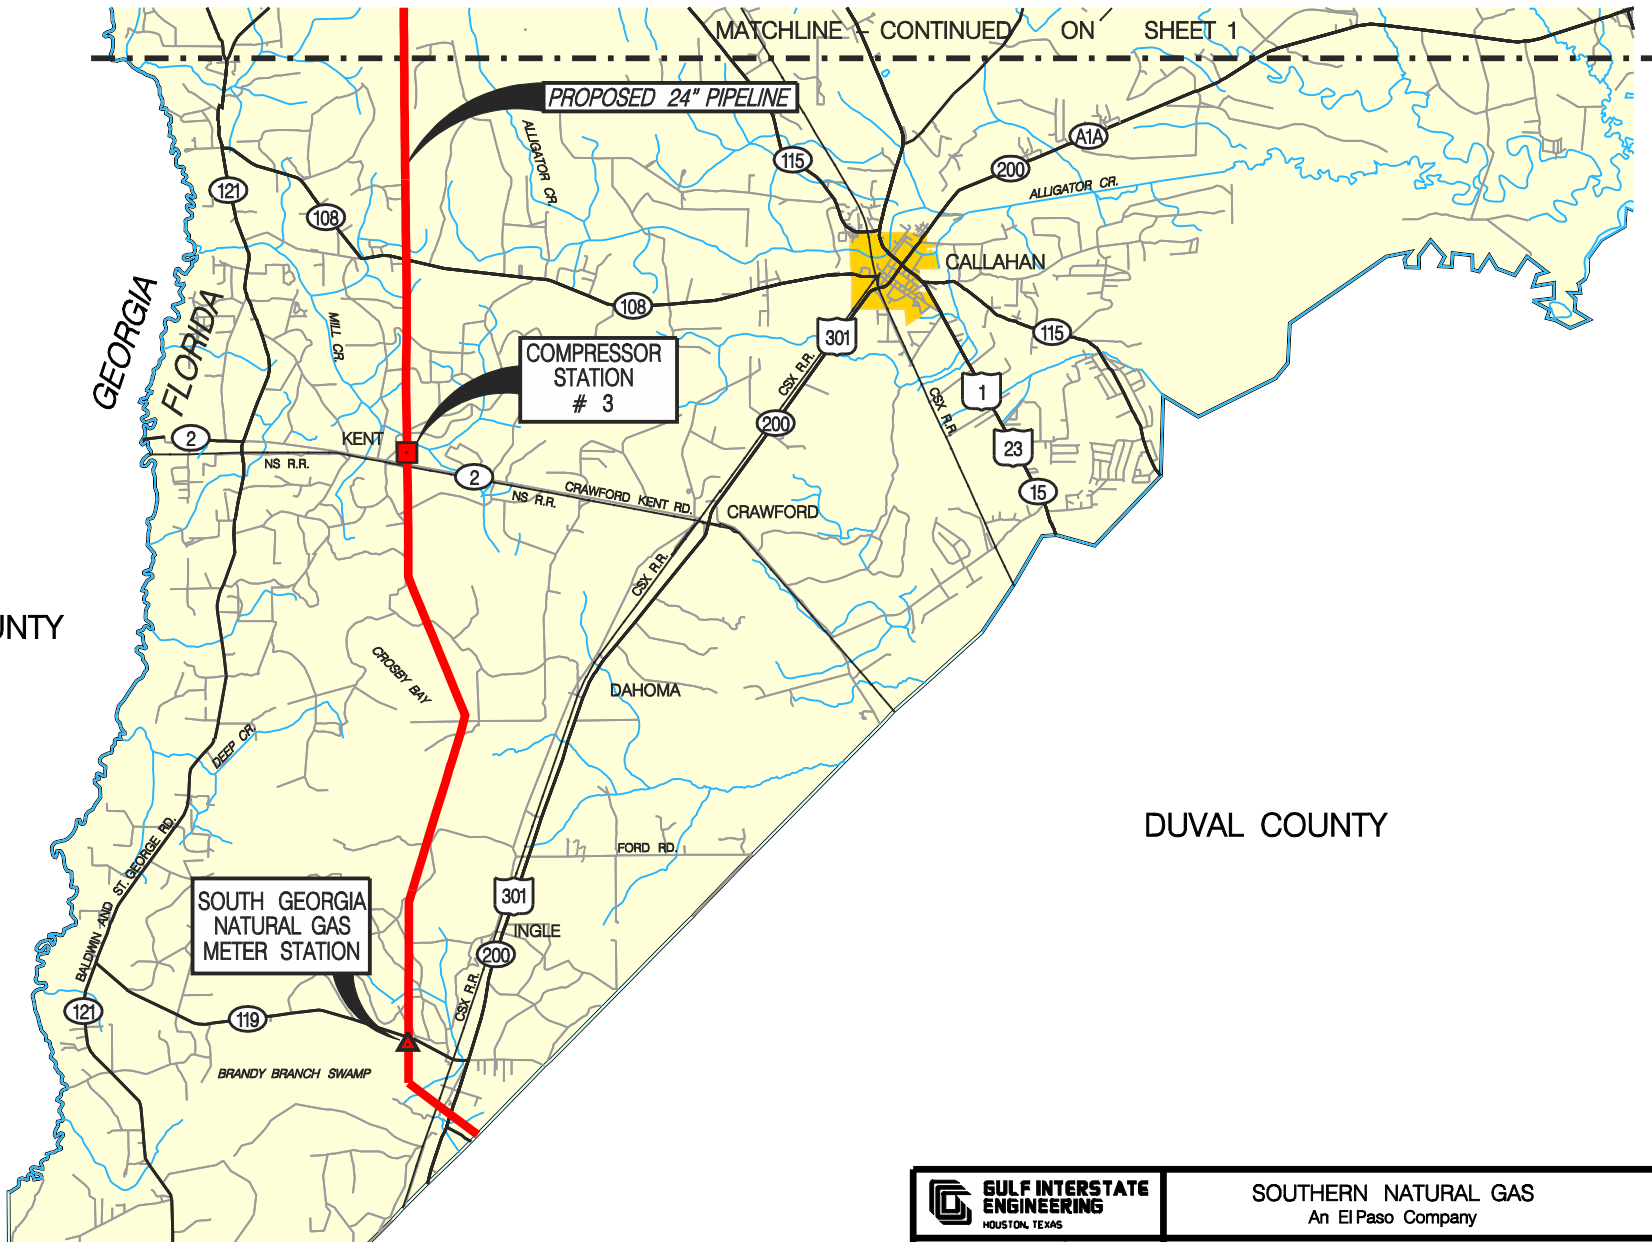 MATCHLINE - CONTINUED ON SHEET 1
PROPOSED 24" PIPELINE
ALLIGATOR CR.
115
A1A
200
121
108
ALLIGATOR CR.
CALLAHAN
GEORGIA
FLORIDA
MILL CR.
108
301
115
COMPRESSOR
STATION
# 3
CSX R.R.
1
CSX R.R.
200
2
KENT
23
NS R.R.
2
NS R.R.
CRAWFORD KENT RD.
15
CRAWFORD
CSX R.R.
UNTY
CROSBY BAY
DAHOMA
DEEP CR.
DUVAL COUNTY
BALDWIN AND ST. GEORGE RD.
FORD RD.
SOUTH GEORGIA
NATURAL GAS
METER STATION
301
INGLE
200
CSX R.R.
121
119
BRANDY BRANCH SWAMP
GULF INTERSTATE
ENGINEERING
HOUSTON, TEXAS
SOUTHERN NATURAL GAS
An El Paso Company